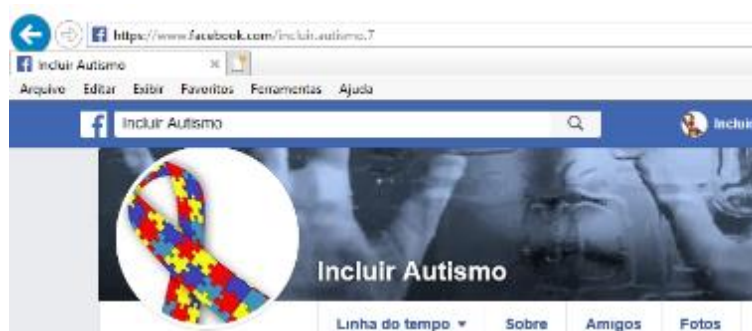 https://www.facebook.com/incluir.autismo.7
Incluir Autismo
Arquivo Editar Exibir Favoritos Ferramentas Ajuda
Incluir Autismo
Incluir Autismo
Linha do tempo Sobre Amigos Fotos